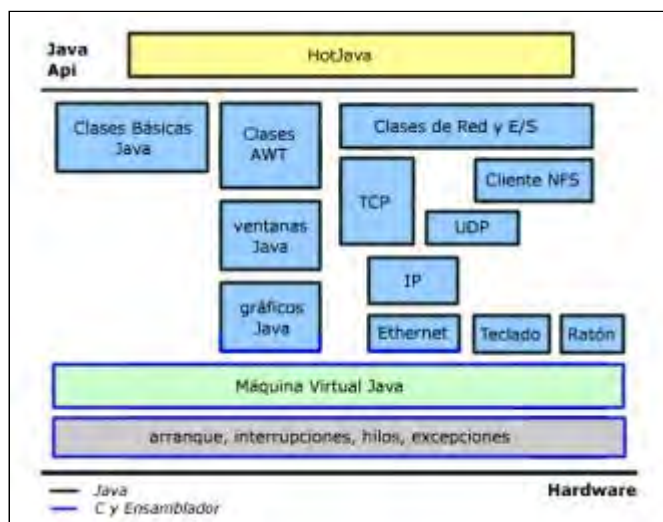 Java
Api
HotJava
Clases Básicas
Java
Clases
AWT
Clases de Red y E/S
TCP
Cliente NFS
UDP
ventanas
Java
IP
gráficos
Java
Ethernet
Teclado
Ratón
Máquina Virtual Java
arranque, interrupciones, hilos, excepciones
Java
C y Ensamblador
Hardware